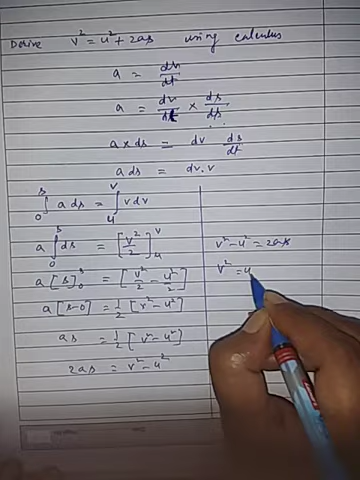 Derive v² = u² + 2as using calculus
a = dv/dt
a = dv/dt × ds/ds
a × ds = dv ds/dt
a ds = dv . v
∫₀ˢ a ds = ∫ᵤᵛ v dv
a ∫₀ˢ ds = [v²/2]ᵤᵛ
a [s]₀ˢ = [v²/2 - u²/2]
a [s-0] = 1/2 [v² - u²]
as = 1/2 [v² - u²]
2as = v² - u²
v² - u² = 2as
v² = u